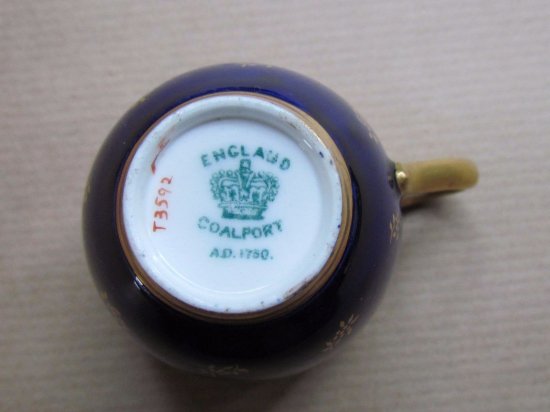 ENGLAND
COALPORT
A.D. 1750.
T3592